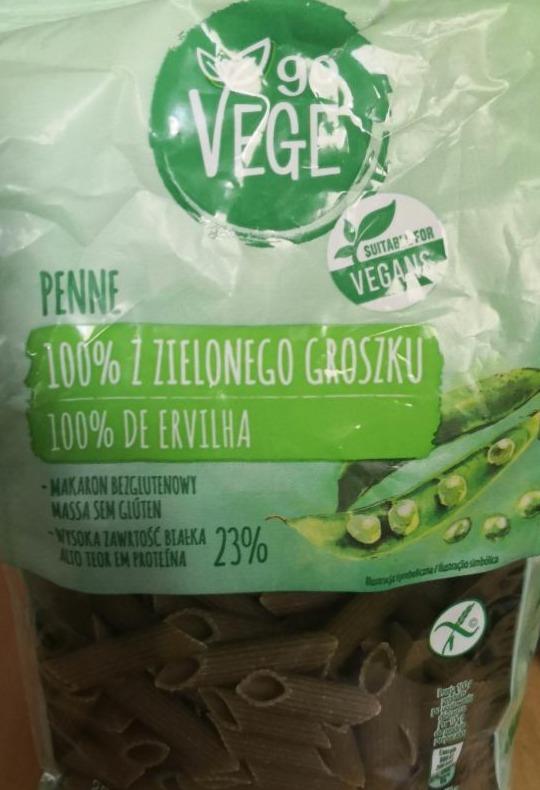 go
VEGE
SUITABLE FOR
VEGANS
PENNE
100% Z ZIELONEGO GROSZKU
100% DE ERVILHA
- MAKARON BEZGLUTENOWY
MASSA SEM GLÚTEN
- WYSOKA ZAWARTOŚĆ BIAŁKA
ALTO TEOR EM PROTEÍNA
23%
Ilustracja symboliczna / Ilustração simbólica